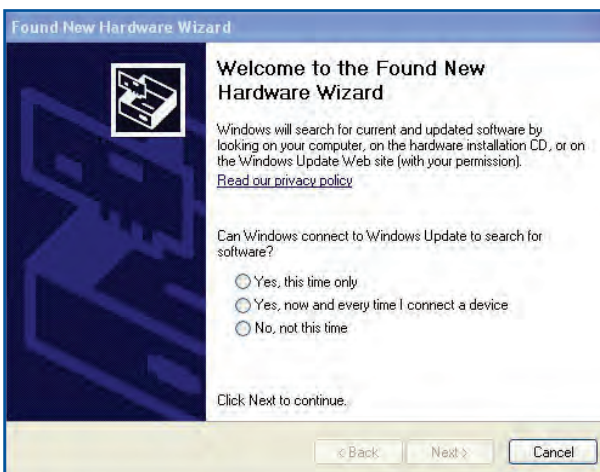 Found New Hardware Wizard
Welcome to the Found New
Hardware Wizard
Windows will search for current and updated software by
looking on your computer, on the hardware installation CD, or on
the Windows Update Web site (with your permission).
Read our privacy policy
Can Windows connect to Windows Update to search for
software?
Yes, this time only
Yes, now and every time I connect a device
No, not this time
Click Next to continue.
< Back
Next >
Cancel